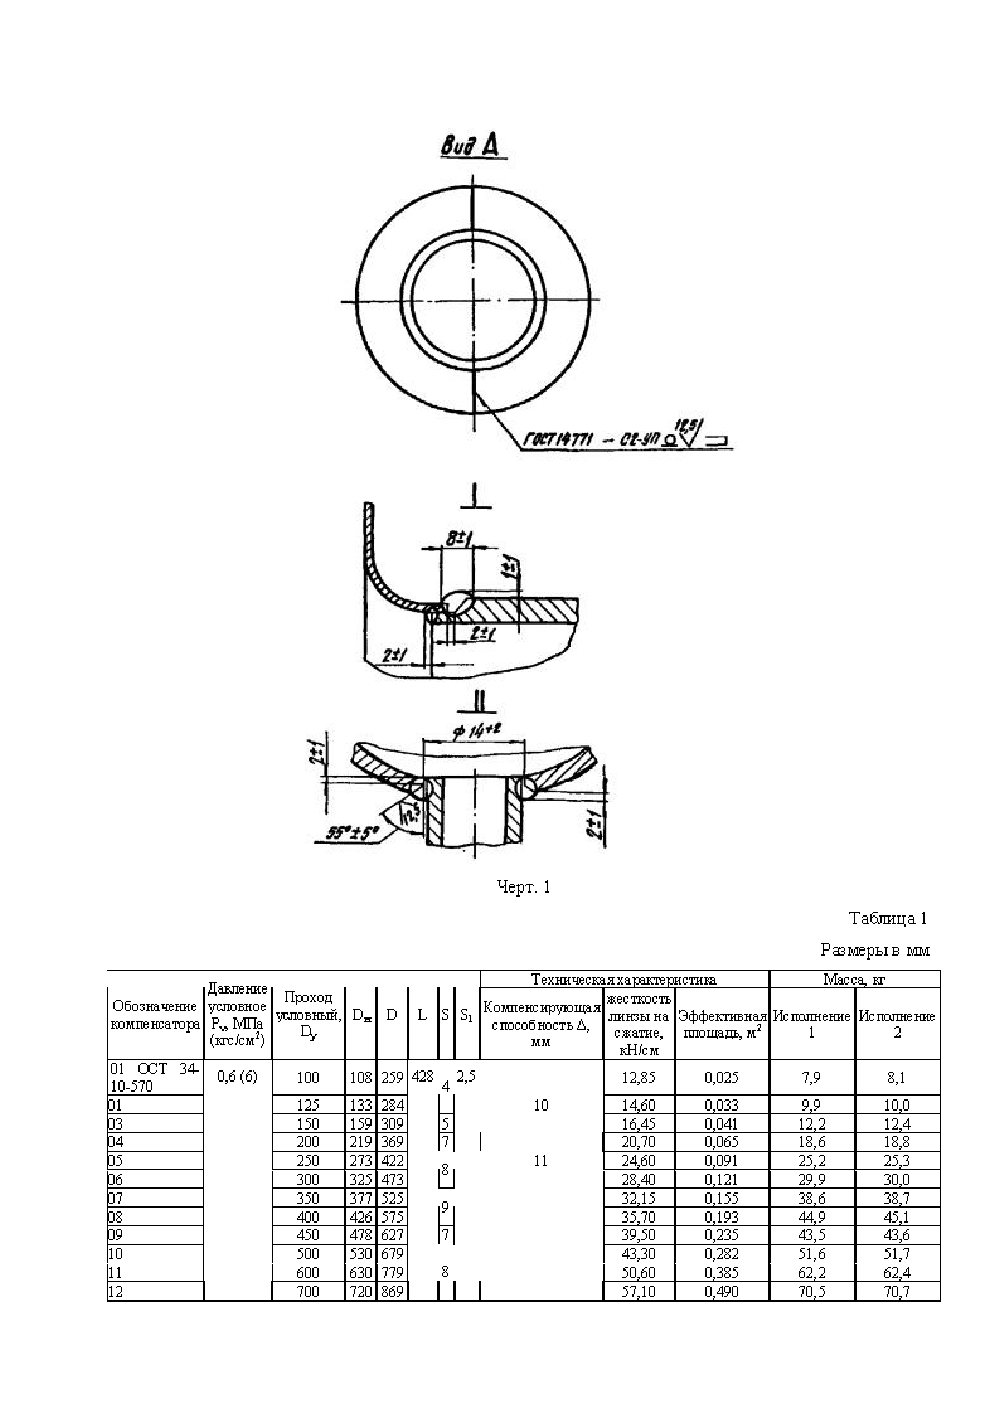 Вид Д
ГОСТ 14771 - С2-УП 12,5
I
8±1
1±1
2±1
2±1
II
ф 14⁺²
2±1
12,5
55°±5°
2±1
Черт. 1
Таблица 1
Размеры в мм
Обозначение компенсатора | Давление условное Pᵧ, МПа (кгс/см²) | Проход условный, Dᵧ | Dₙ | D | L | S | S₁ | Техническая характеристика | Масса, кг
Компенсирующая способность Δ, мм | жесткость линзы на сжатие, кН/см | Эффективная площадь, м² | Исполнение 1 | Исполнение 2
01 ОСТ 34-10-570 | 0,6 (6) | 100 | 108 | 259 | 428 | 4 | 2,5 | 12,85 | 0,025 | 7,9 | 8,1
01 | 125 | 133 | 284 | 10 | 14,60 | 0,033 | 9,9 | 10,0
03 | 150 | 159 | 309 | 5 | 16,45 | 0,041 | 12,2 | 12,4
04 | 200 | 219 | 369 | 7 | 20,70 | 0,065 | 18,6 | 18,8
05 | 250 | 273 | 422 | 8 | 11 | 24,60 | 0,091 | 25,2 | 25,3
06 | 300 | 325 | 473 | 28,40 | 0,121 | 29,9 | 30,0
07 | 350 | 377 | 525 | 9 | 32,15 | 0,155 | 38,6 | 38,7
08 | 400 | 426 | 575 | 35,70 | 0,193 | 44,9 | 45,1
09 | 450 | 478 | 627 | 7 | 39,50 | 0,235 | 43,5 | 43,6
10 | 500 | 530 | 679 | 43,30 | 0,282 | 51,6 | 51,7
11 | 600 | 630 | 779 | 8 | 50,60 | 0,385 | 62,2 | 62,4
12 | 700 | 720 | 869 | 57,10 | 0,490 | 70,5 | 70,7